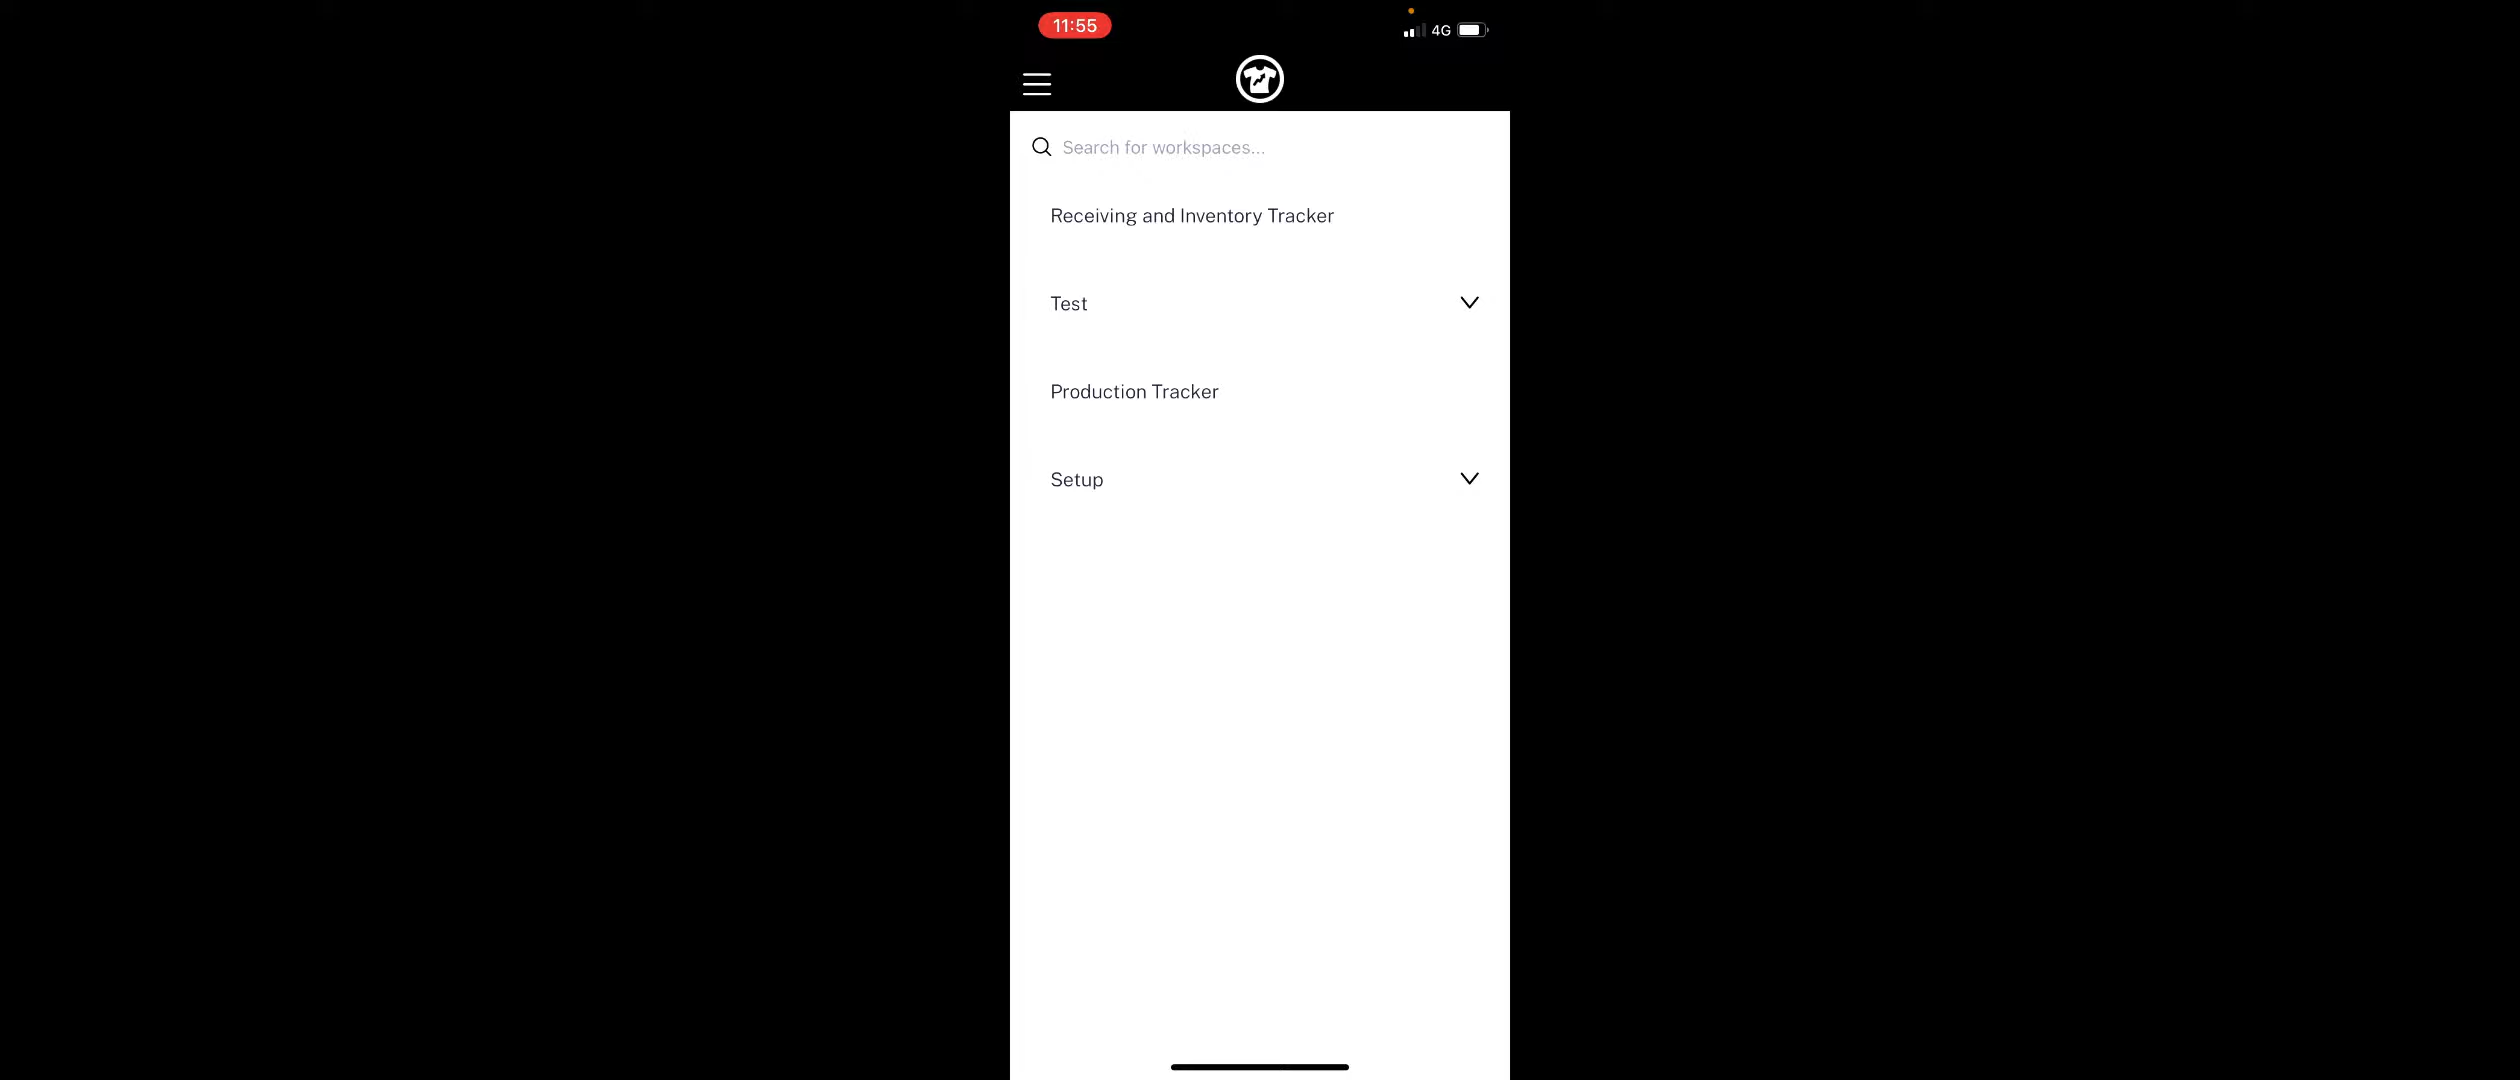 11:55
4G
Search for workspaces...
Receiving and Inventory Tracker
Test
Production Tracker
Setup